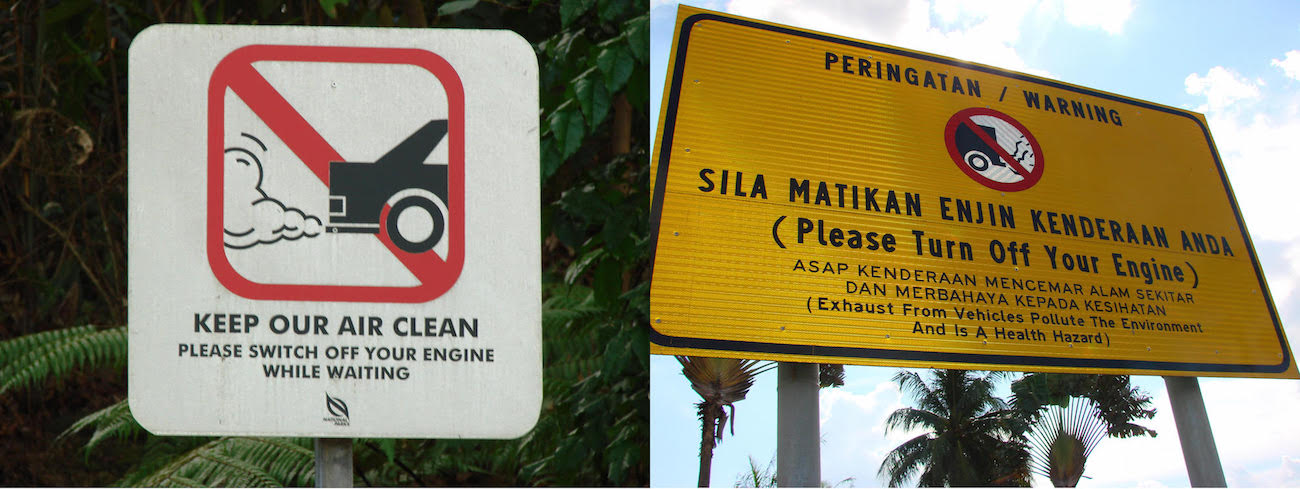 KEEP OUR AIR CLEAN
PLEASE SWITCH OFF YOUR ENGINE
WHILE WAITING
NATIONAL
PARKS
PERINGATAN / WARNING
SILA MATIKAN ENJIN KENDERAAN ANDA
(Please Turn Off Your Engine)
ASAP KENDERAAN MENCEMAR ALAM SEKITAR
DAN MERBAHAYA KEPADA KESIHATAN
(Exhaust From Vehicles Pollute The Environment
And Is A Health Hazard)